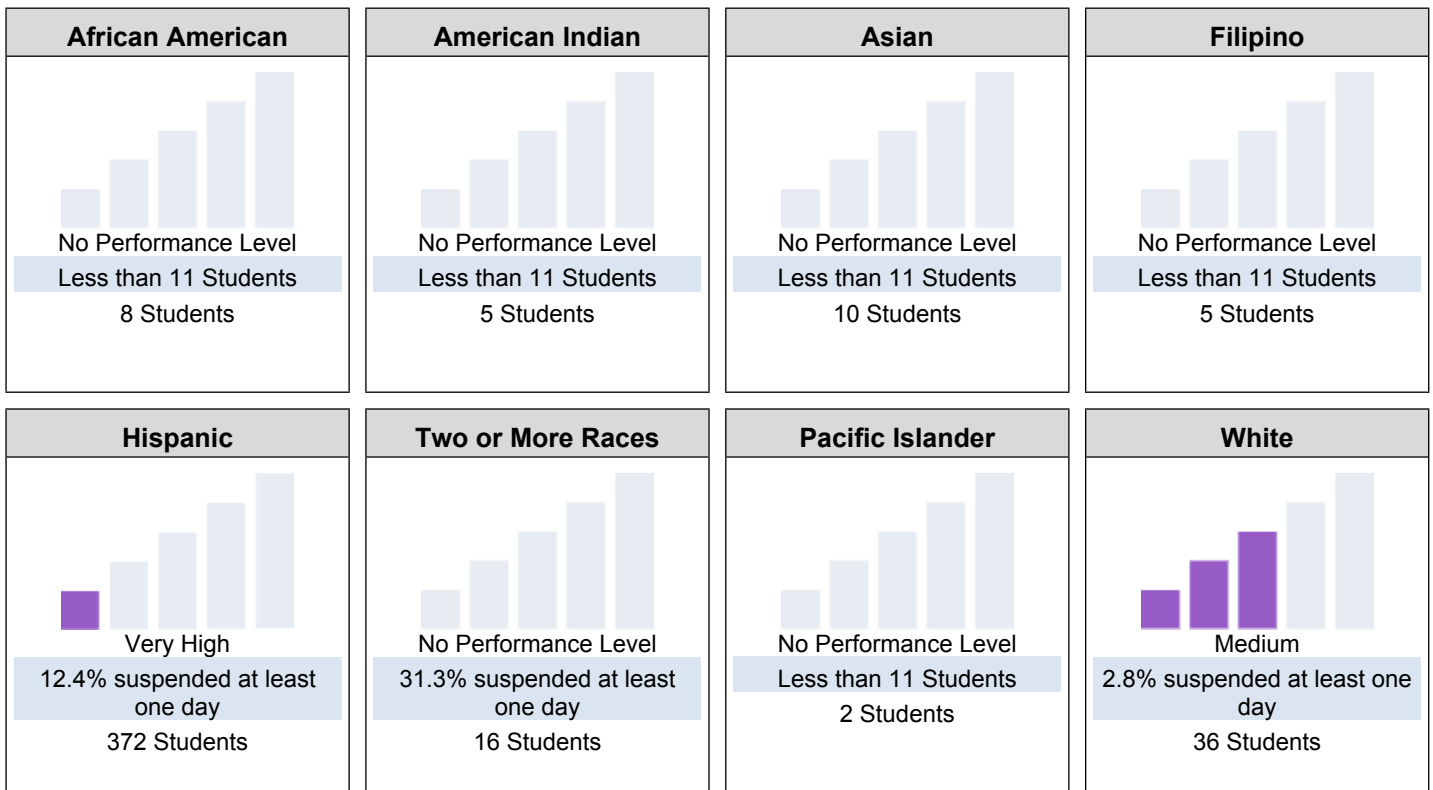 African American
No Performance Level
Less than 11 Students
8 Students
American Indian
No Performance Level
Less than 11 Students
5 Students
Asian
No Performance Level
Less than 11 Students
10 Students
Filipino
No Performance Level
Less than 11 Students
5 Students
Hispanic
Very High
12.4% suspended at least
one day
372 Students
Two or More Races
No Performance Level
31.3% suspended at least
one day
16 Students
Pacific Islander
No Performance Level
Less than 11 Students
2 Students
White
Medium
2.8% suspended at least one
day
36 Students